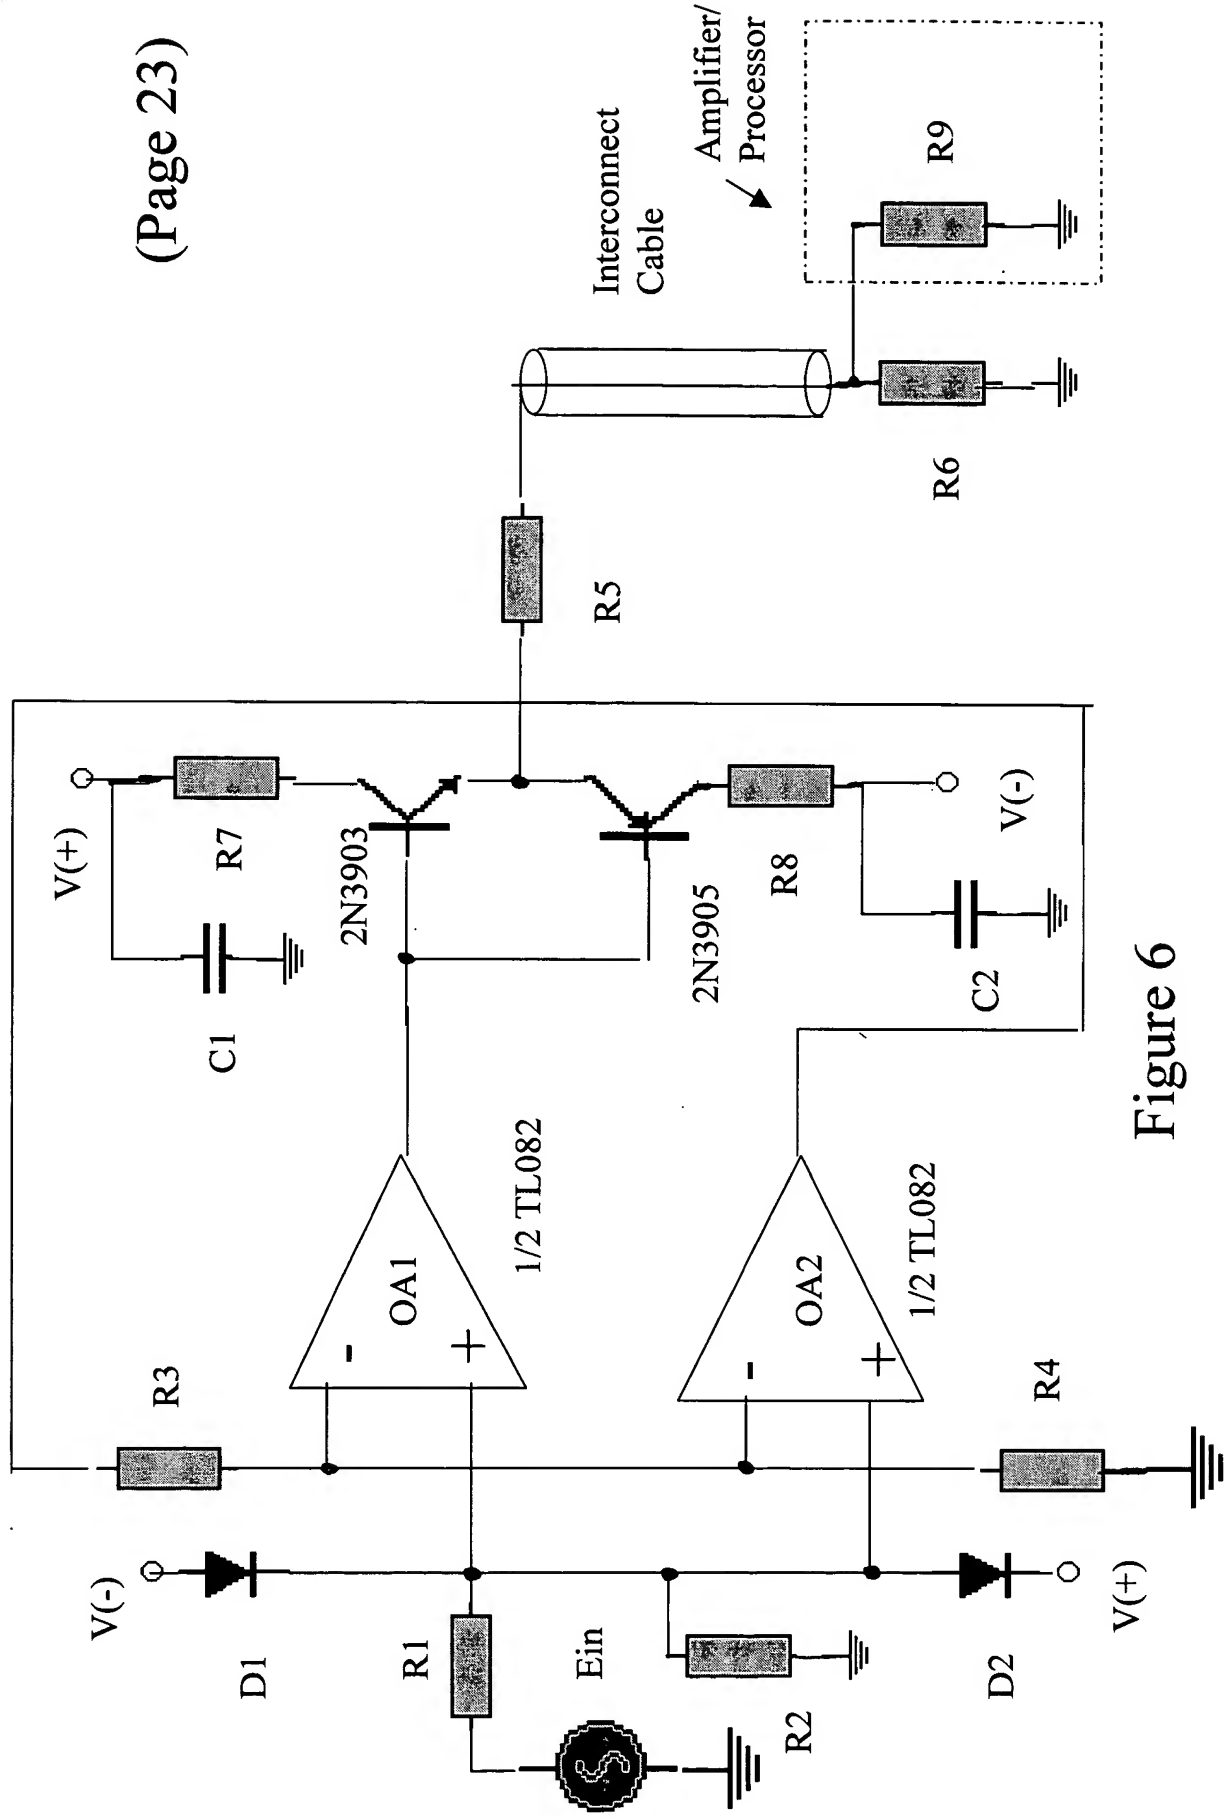 (Page 23)
Amplifier/
Processor
R9
Interconnect
Cable
R6
R5
V(+)
R7
2N3903
C1
2N3905
R8
V(-)
C2
R3
OA1
-
+
1/2 TL082
OA2
-
+
1/2 TL082
R4
V(-)
D1
R1
Ein
R2
D2
V(+)
Figure 6